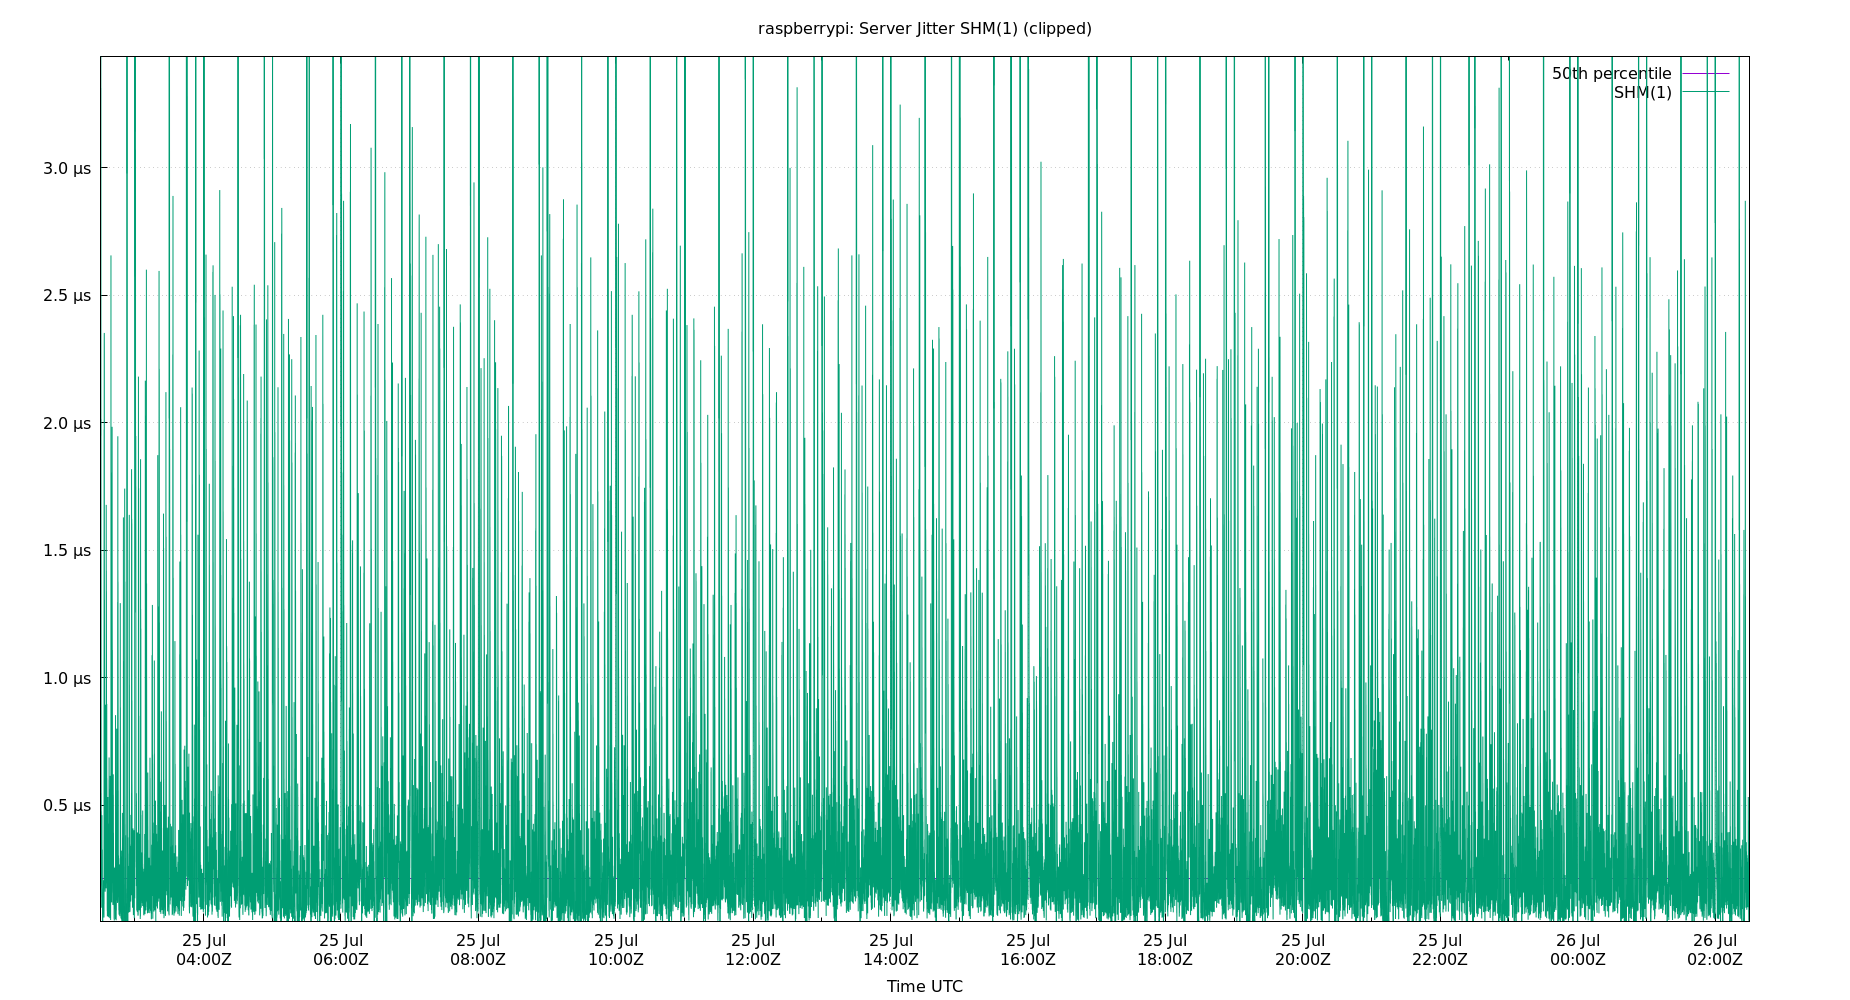 raspberrypi: Server Jitter SHM(1) (clipped)
50th percentile
SHM(1)
3.0 µs
2.5 µs
2.0 µs
1.5 µs
1.0 µs
0.5 µs
25 Jul 25 Jul 25 Jul 25 Jul 25 Jul 25 Jul 25 Jul 25 Jul 25 Jul 25 Jul 26 Jul 26 Jul
04:00Z 06:00Z 08:00Z 10:00Z 12:00Z 14:00Z 16:00Z 18:00Z 20:00Z 22:00Z 00:00Z 02:00Z
Time UTC